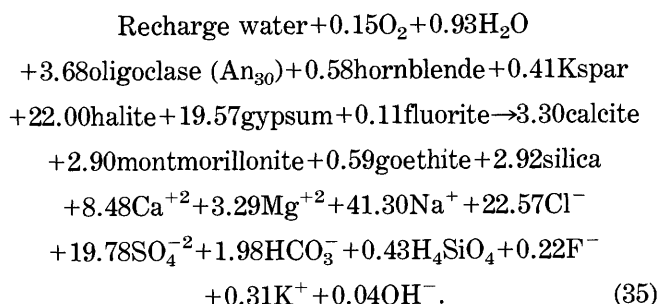 Recharge water+0.15O₂+0.93H₂O
+3.68oligoclase (An₃₀)+0.58hornblende+0.41Kspar
+22.00halite+19.57gypsum+0.11fluorite→3.30calcite
+2.90montmorillonite+0.59goethite+2.92silica
+8.48Ca⁺²+3.29Mg⁺²+41.30Na⁺+22.57Cl⁻
+19.78SO₄⁻²+1.98HCO₃⁻+0.43H₄SiO₄+0.22F⁻
+0.31K⁺+0.04OH⁻. (35)